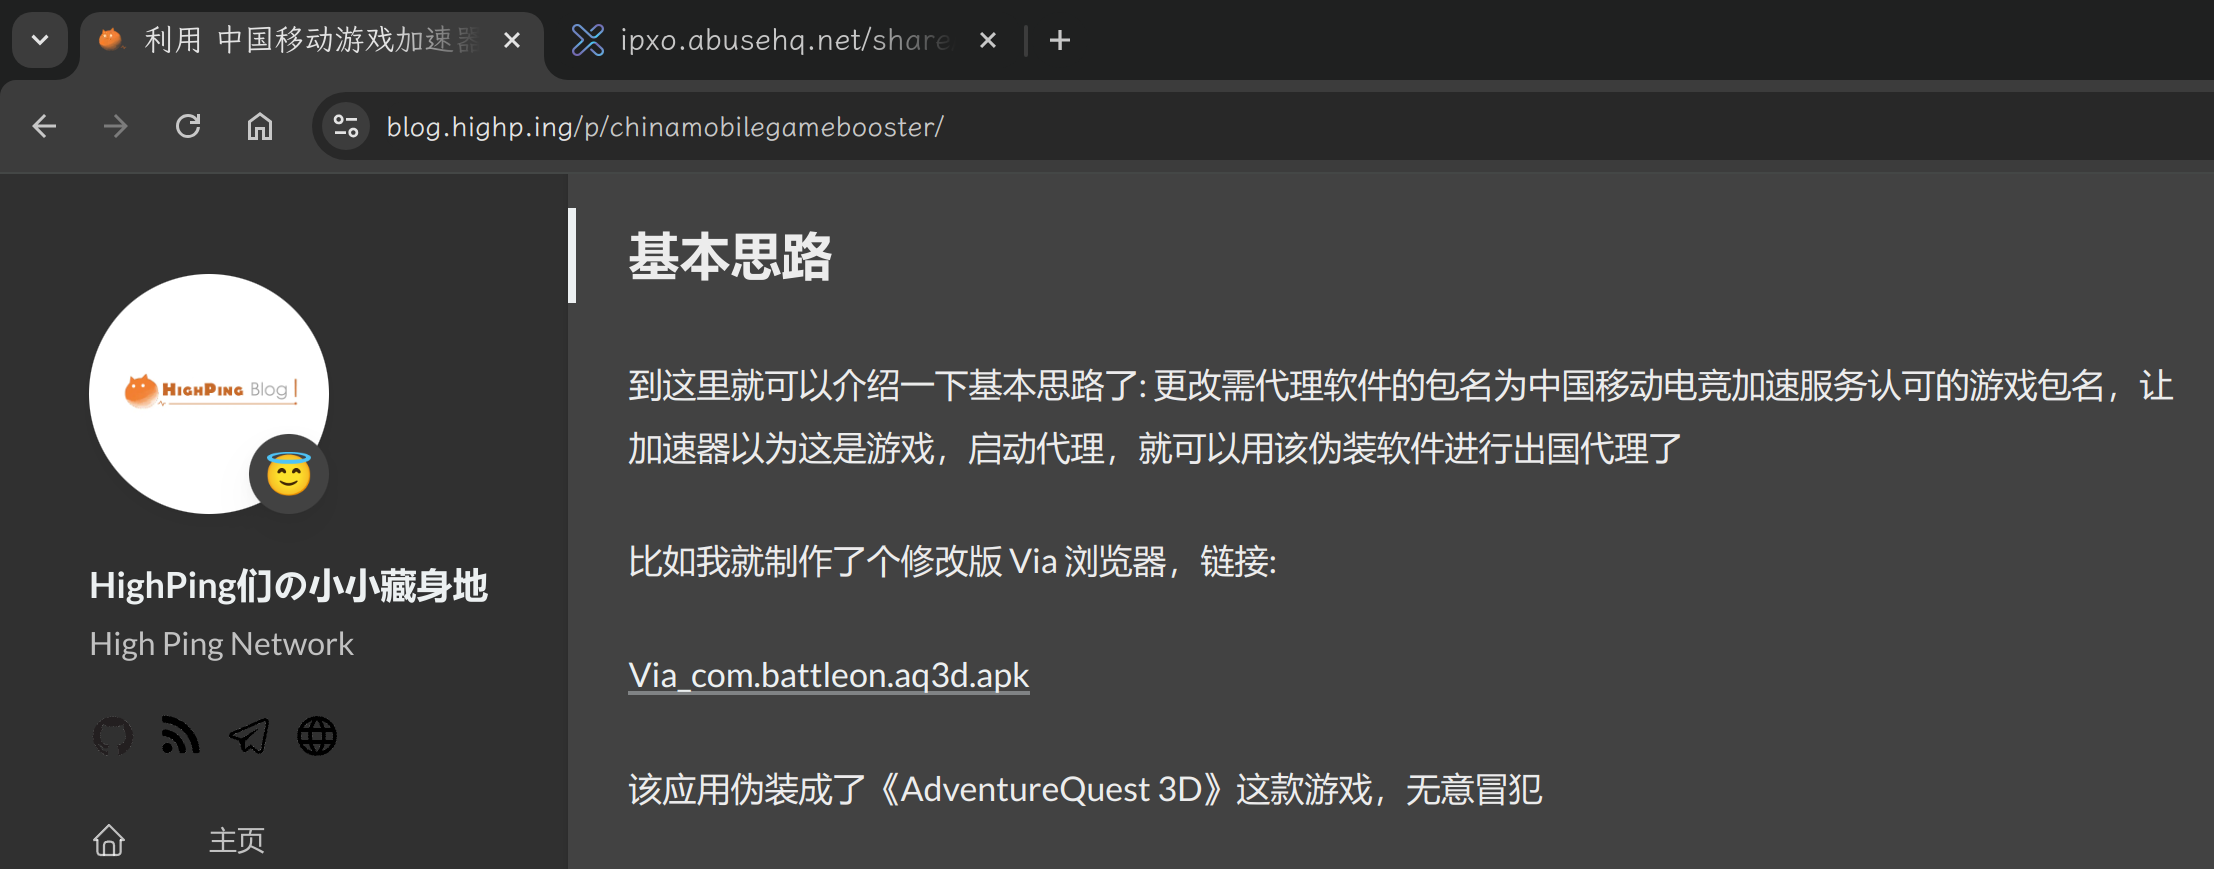 利用 中国移动游戏加速器
ipxo.abusehq.net/share
blog.highp.ing/p/chinamobilegamebooster/
HIGHPING Blog
HighPing们の小小藏身地
High Ping Network
主页
基本思路
到这里就可以介绍一下基本思路了: 更改需代理软件的包名为中国移动电竞加速服务认可的游戏包名，让
加速器以为这是游戏，启动代理，就可以用该伪装软件进行出国代理了
比如我就制作了个修改版 Via 浏览器，链接:
Via_com.battleon.aq3d.apk
该应用伪装成了《AdventureQuest 3D》这款游戏，无意冒犯